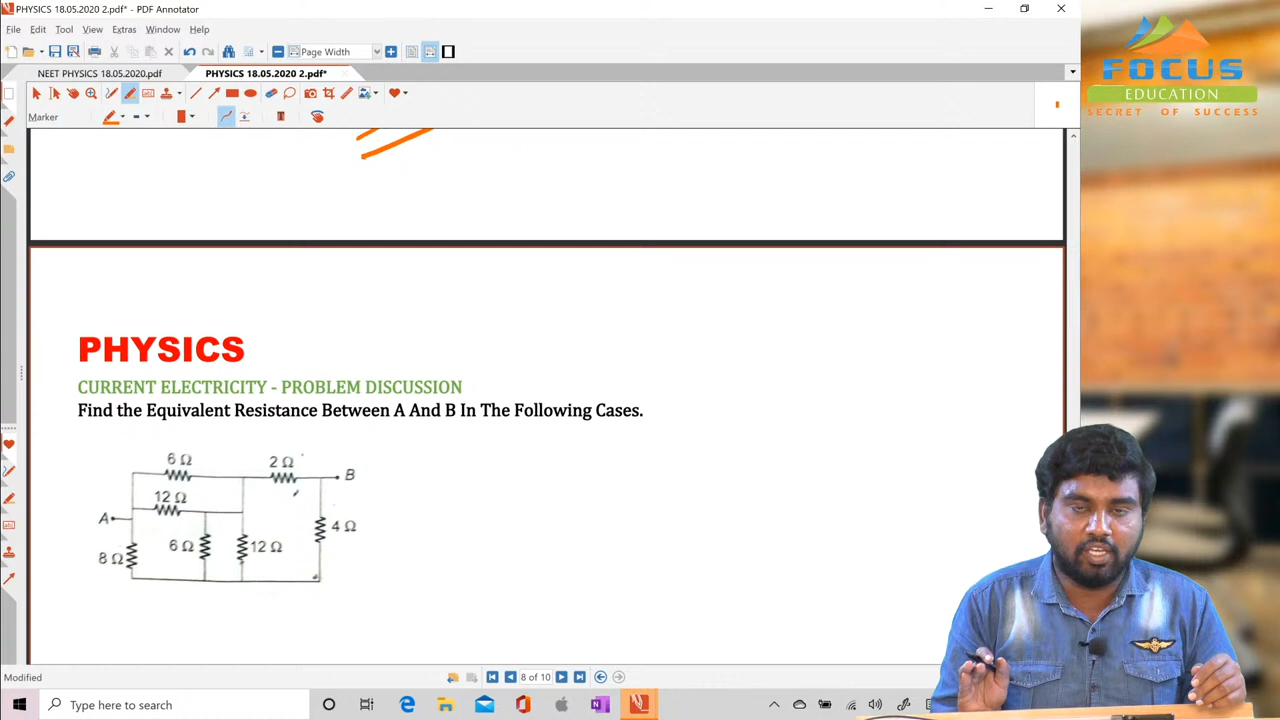 PHYSICS 18.05.2020 2.pdf* - PDF Annotator
File Edit Tool View Extras Window Help
Page Width
NEET PHYSICS 18.05.2020.pdf
PHYSICS 18.05.2020 2.pdf*
Marker
FOCUS
EDUCATION
SECRET OF SUCCESS
PHYSICS
CURRENT ELECTRICITY - PROBLEM DISCUSSION
Find the Equivalent Resistance Between A And B In The Following Cases.
6 Ω
2 Ω
B
12 Ω
A
4 Ω
6 Ω
12 Ω
8 Ω
Modified
8 of 10
Type here to search